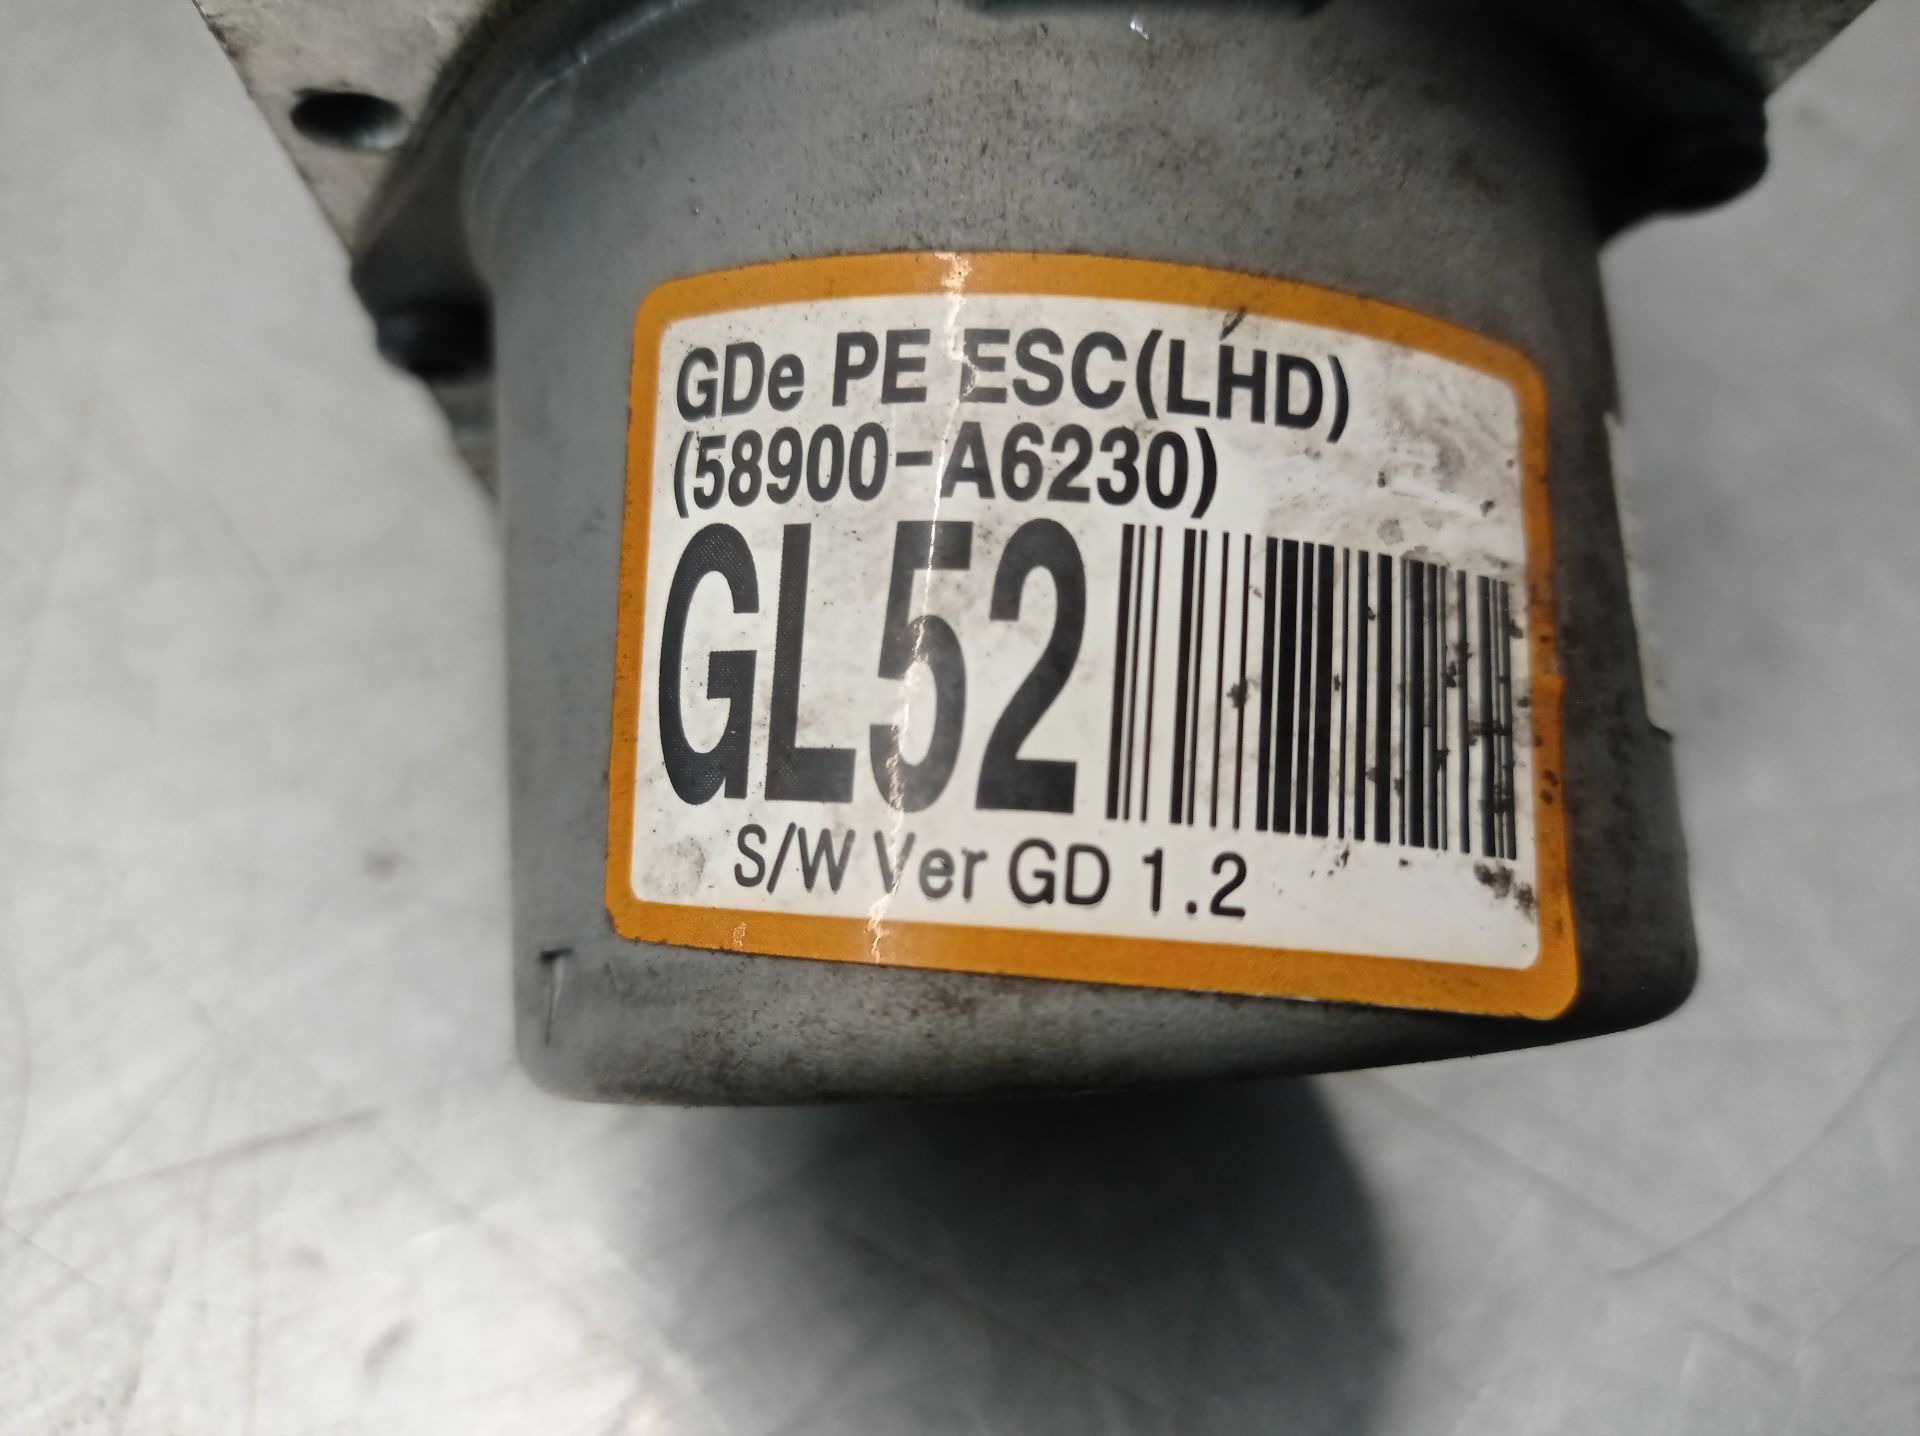 GDe PE ESC(LHD)
(58900-A6230)
GL52
S/W Ver GD 1.2